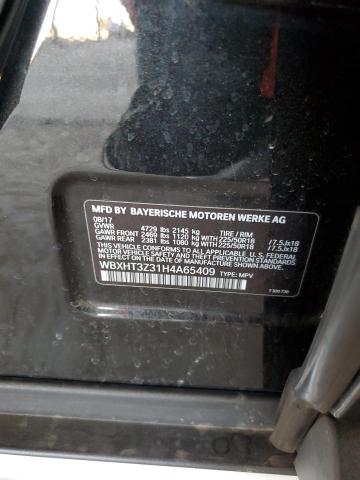 MFD BY BAYERISCHE MOTOREN WERKE AG
08/17
GVWR 4729 lbs 2145 kg TIRE / RIM
GAWR FRONT 2469 lbs 1120 kg WITH 225/50R18 /7.5Jx18
GAWR REAR 2381 lbs 1080 kg WITH 225/50R18 /7.5Jx18
THIS VEHICLE CONFORMS TO ALL APPLICABLE U.S. FEDERAL
MOTOR VEHICLE SAFETY, BUMPER, AND THEFT PREVENTION
STANDARDS IN EFFECT ON THE DATE OF MANUFACTURE
SHOWN ABOVE.
WBXHT3Z31H4A65409 TYPE: MPV